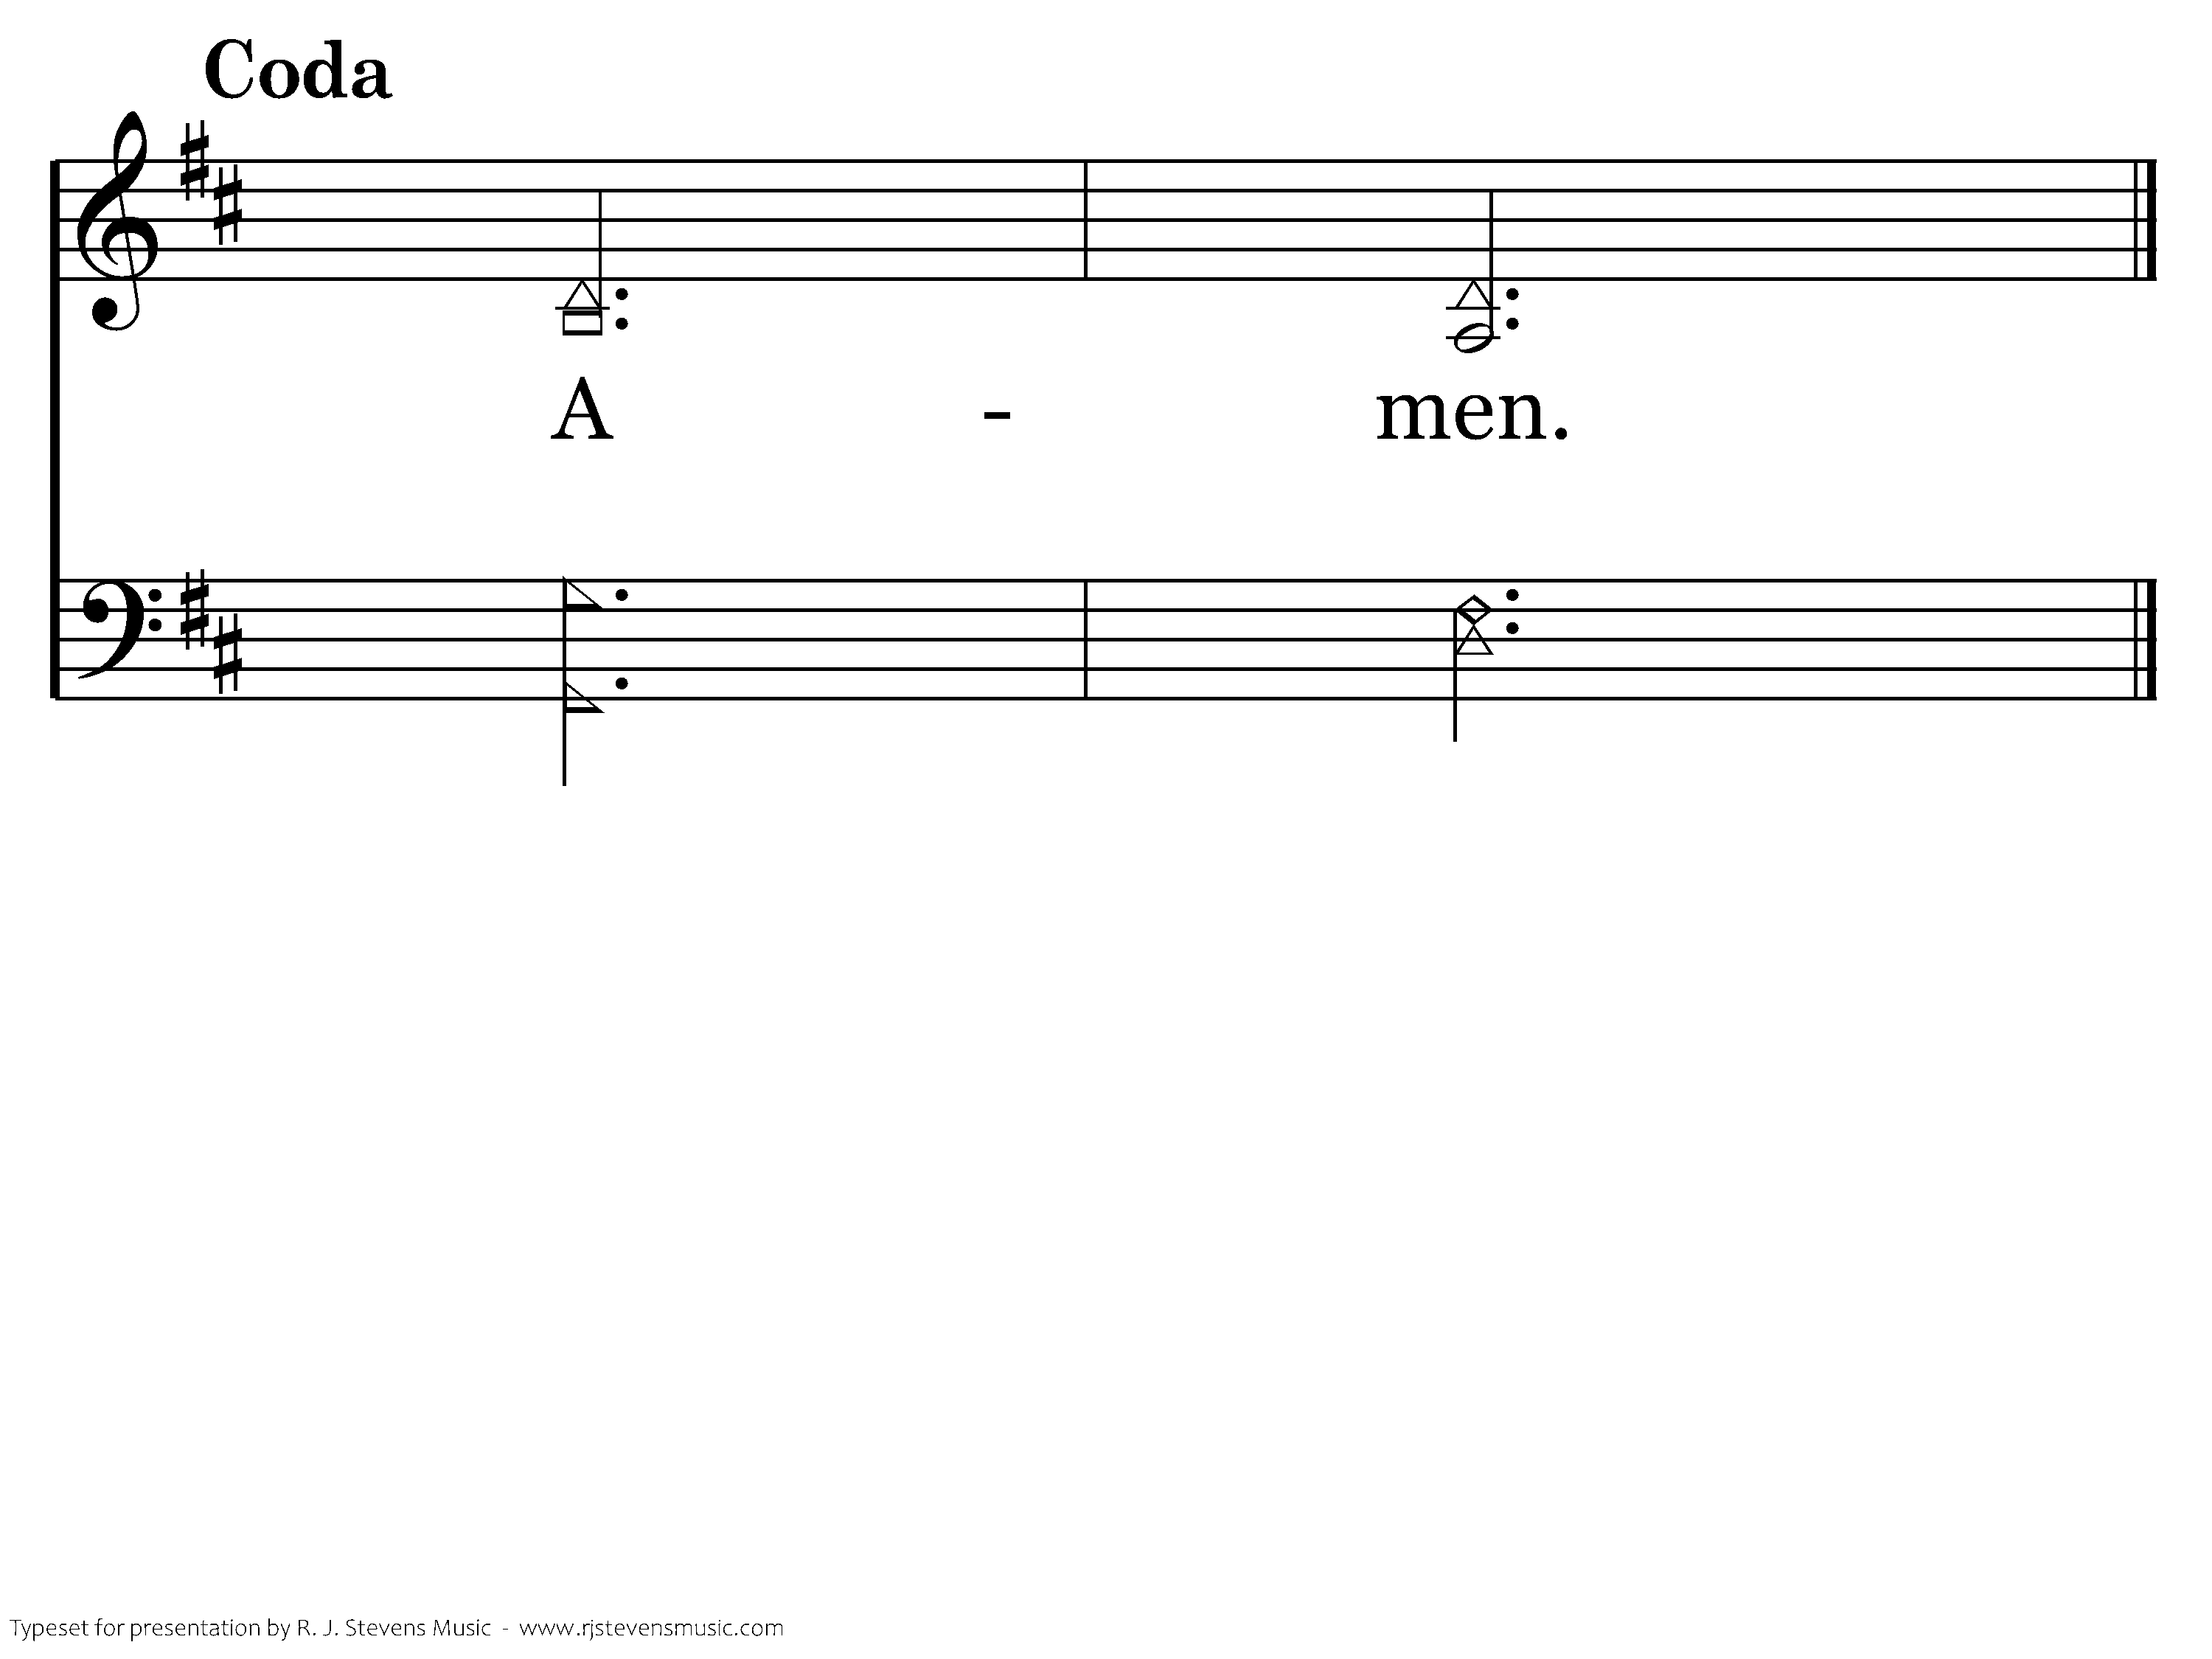 Coda
A - men.
Typeset for presentation by R. J. Stevens Music - www.rjstevensmusic.com